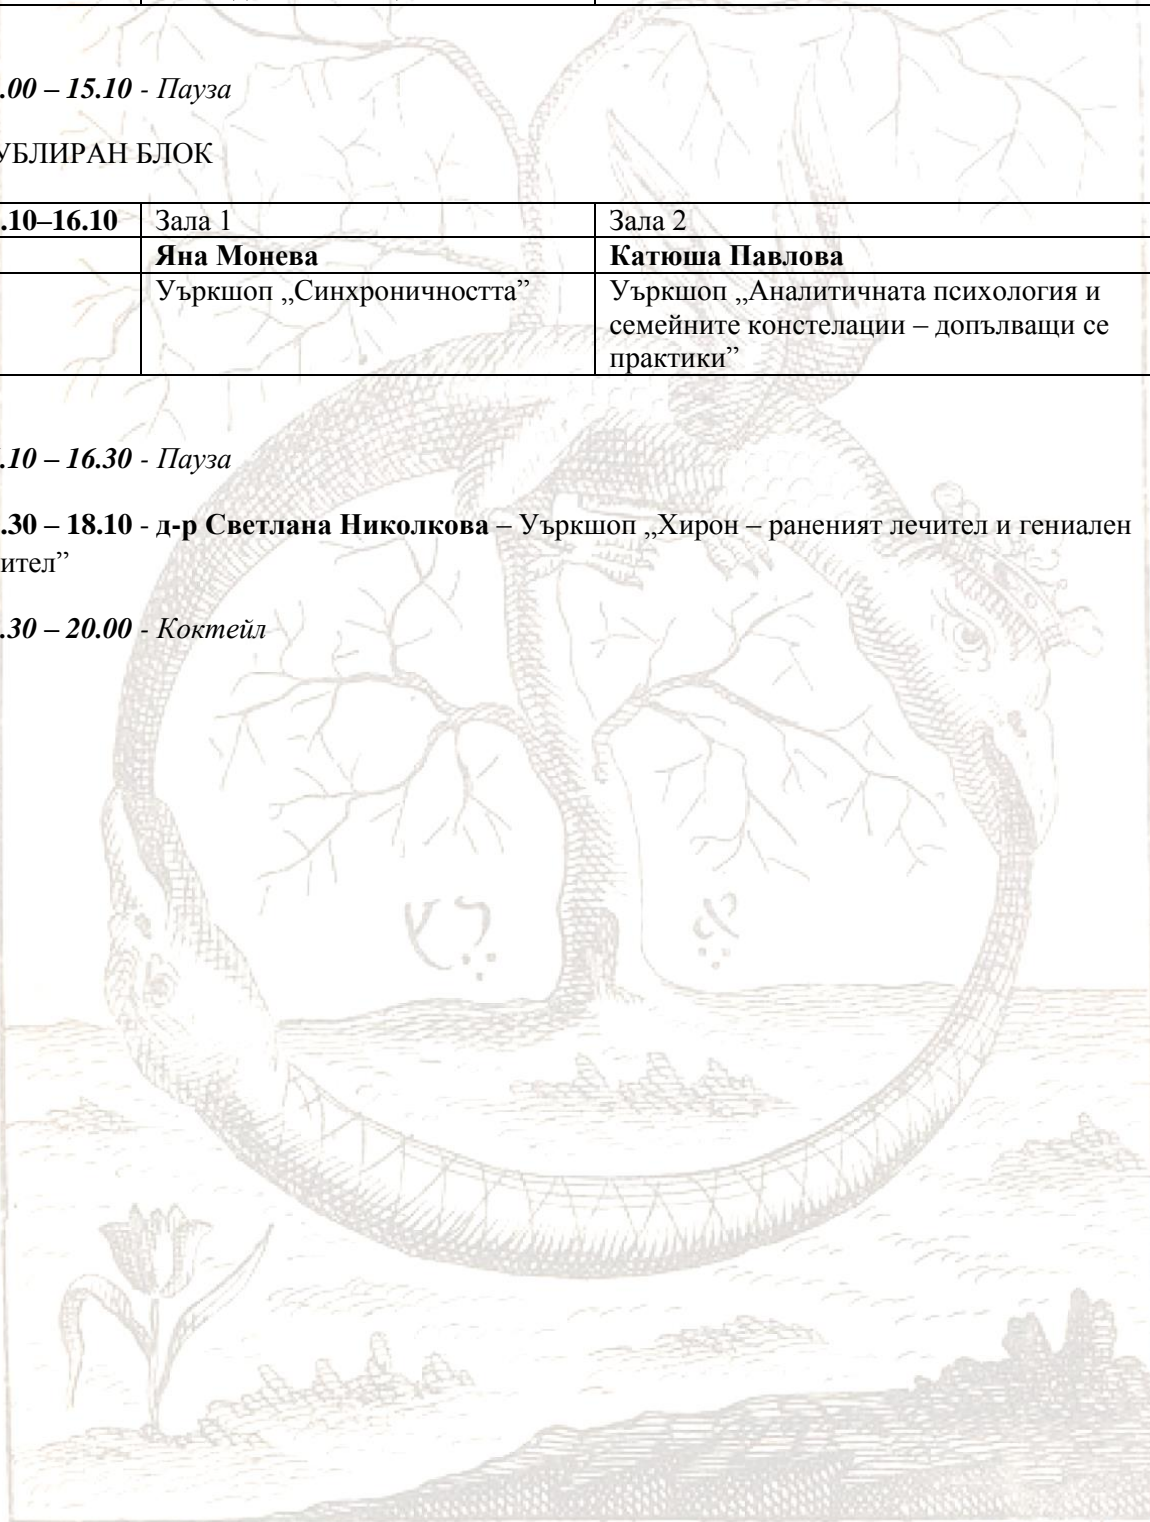 .00 – 15.10 - Пауза
УБЛИРАН БЛОК
.10–16.10 Зала 1 Зала 2
Яна Монева Катюша Павлова
Уъркшоп „Синхроничността” Уъркшоп „Аналитичната психология и
семейните констелации – допълващи се
практики”
.10 – 16.30 - Пауза
.30 – 18.10 - д-р Светлана Николкова – Уъркшоп „Хирон – раненият лечител и гениален
ител”
.30 – 20.00 - Коктейл